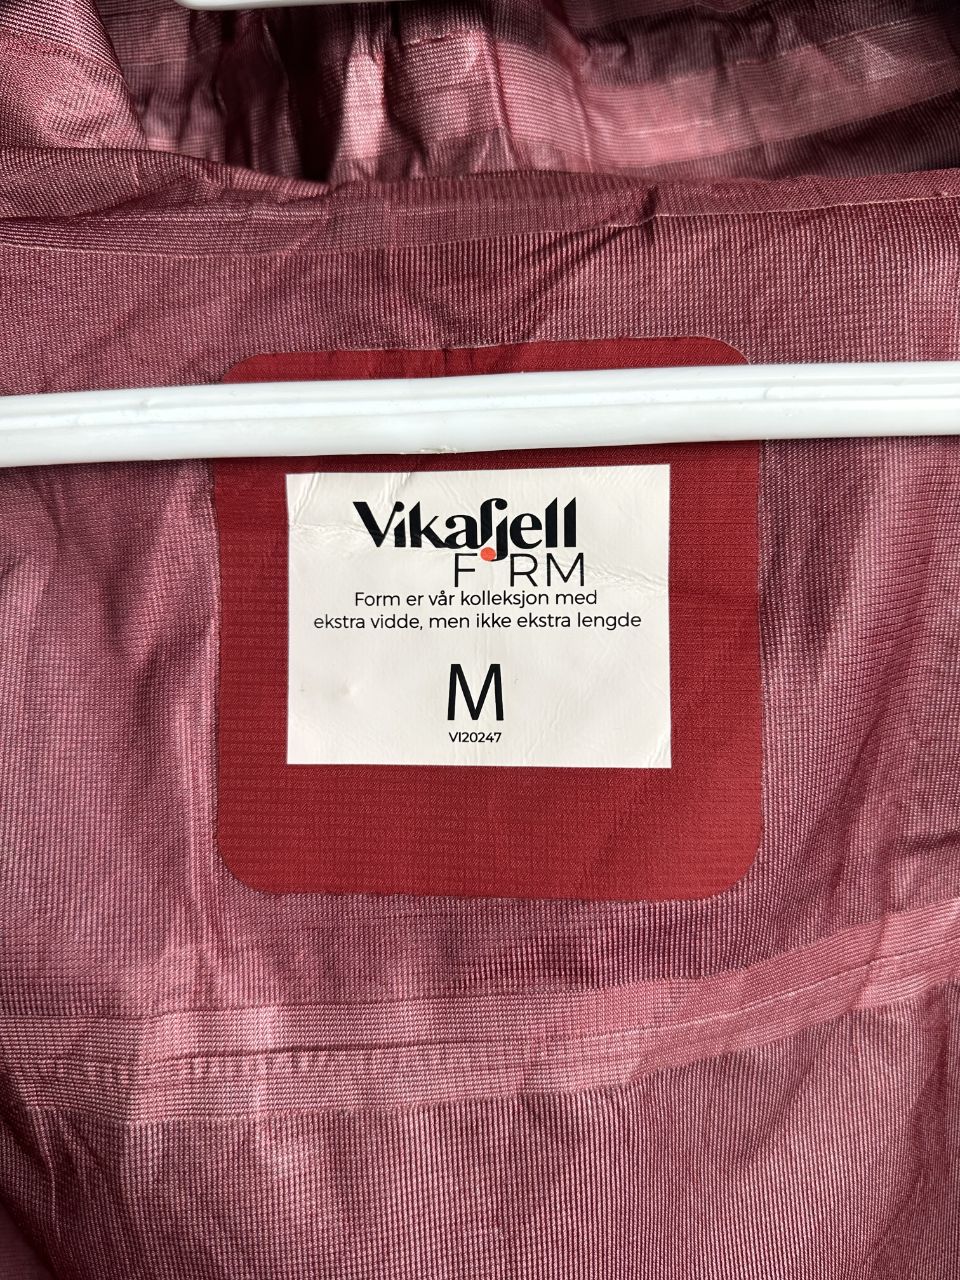 Vikafjell
FORM
Form er vår kolleksjon med
ekstra vidde, men ikke ekstra lengde
M
VI20247